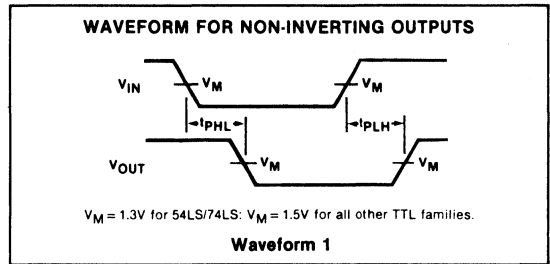 WAVEFORM FOR NON-INVERTING OUTPUTS
VIN
VM
VM
tPHL
tPLH
VOUT
VM
VM
VM = 1.3V for 54LS/74LS: VM = 1.5V for all other TTL families.
Waveform 1